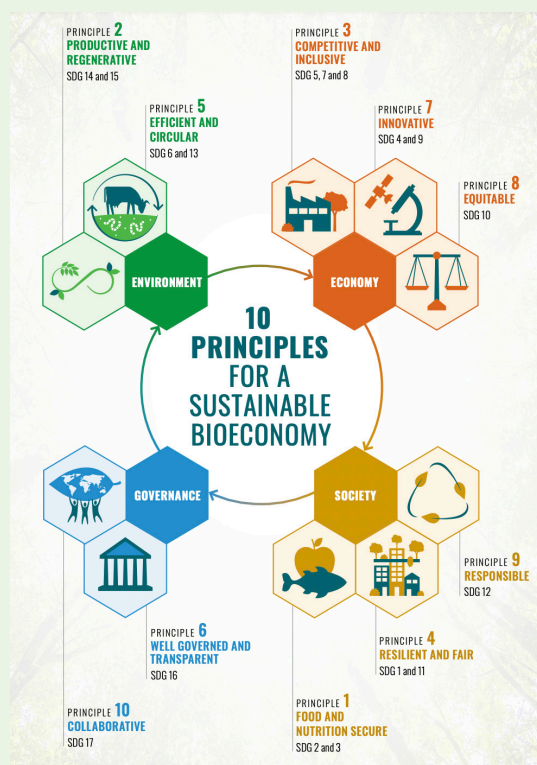 PRINCIPLE 2
PRODUCTIVE AND
REGENERATIVE
SDG 14 and 15
PRINCIPLE 3
COMPETITIVE AND
INCLUSIVE
SDG 5, 7 and 8
PRINCIPLE 5
EFFICIENT AND
CIRCULAR
SDG 6 and 13
PRINCIPLE 7
INNOVATIVE
SDG 4 and 9
PRINCIPLE 8
EQUITABLE
SDG 10
ENVIRONMENT
ECONOMY
10
PRINCIPLES
FOR A
SUSTAINABLE
BIOECONOMY
GOVERNANCE
SOCIETY
PRINCIPLE 9
RESPONSIBLE
SDG 12
PRINCIPLE 6
WELL GOVERNED AND
TRANSPARENT
SDG 16
PRINCIPLE 4
RESILIENT AND FAIR
SDG 1 and 11
PRINCIPLE 10
COLLABORATIVE
SDG 17
PRINCIPLE 1
FOOD AND
NUTRITION SECURE
SDG 2 and 3